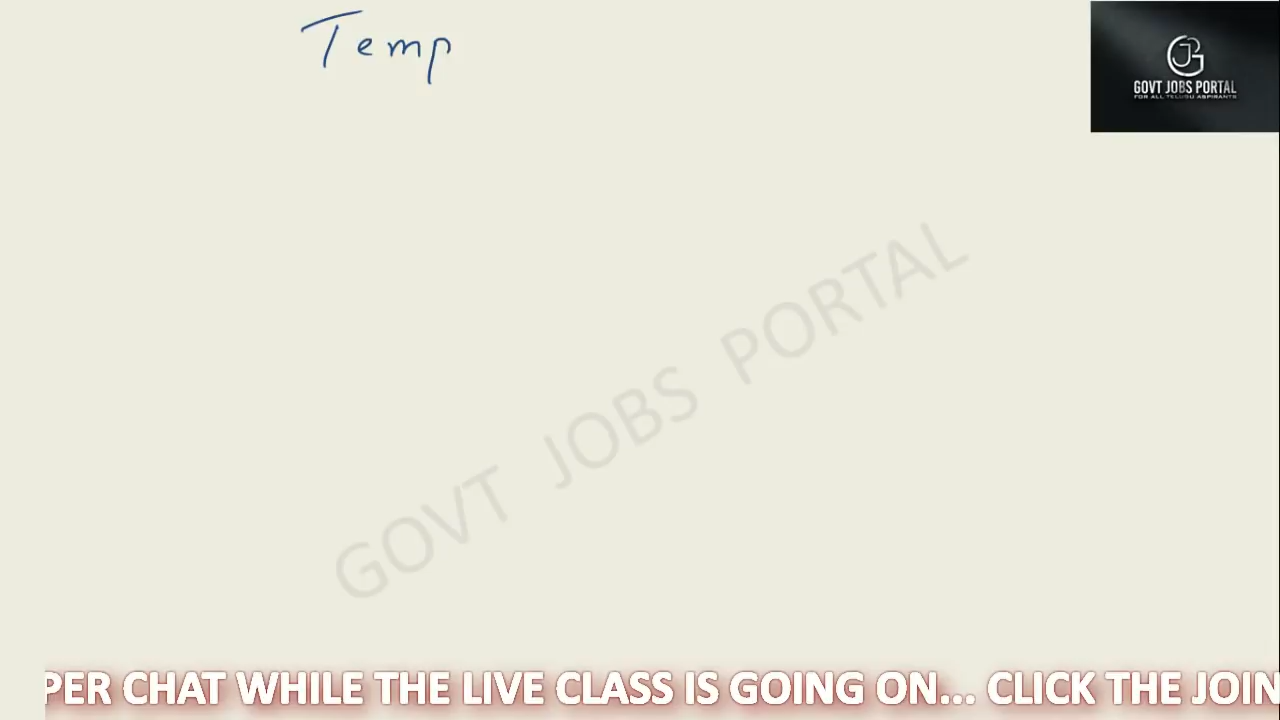 Temp
GOVT JOBS PORTAL
FOR ALL TELUGU ASPIRANTS
GOVT JOBS PORTAL
PER CHAT WHILE THE LIVE CLASS IS GOING ON... CLICK THE JOIN